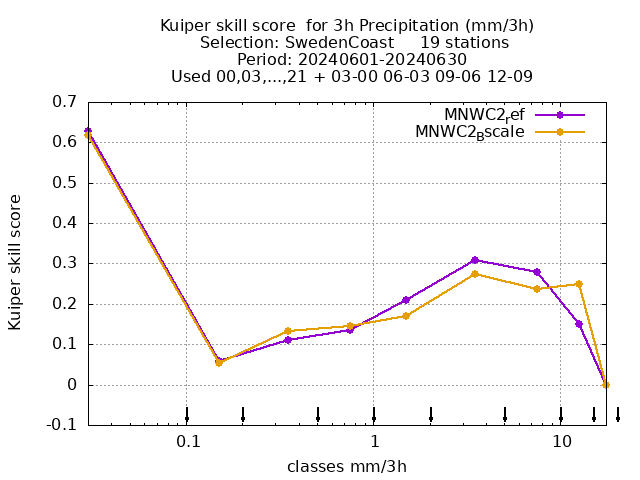 Kuiper skill score  for 3h Precipitation (mm/3h)
Selection: SwedenCoast     19 stations
Period: 20240601-20240630
Used 00,03,...,21 + 03-00 06-03 09-06 12-09
MNWC2ref
MNWC2Bscale
0.7
0.6
0.5
0.4
0.3
0.2
0.1
0
-0.1
Kuiper skill score
0.1
1
10
classes mm/3h